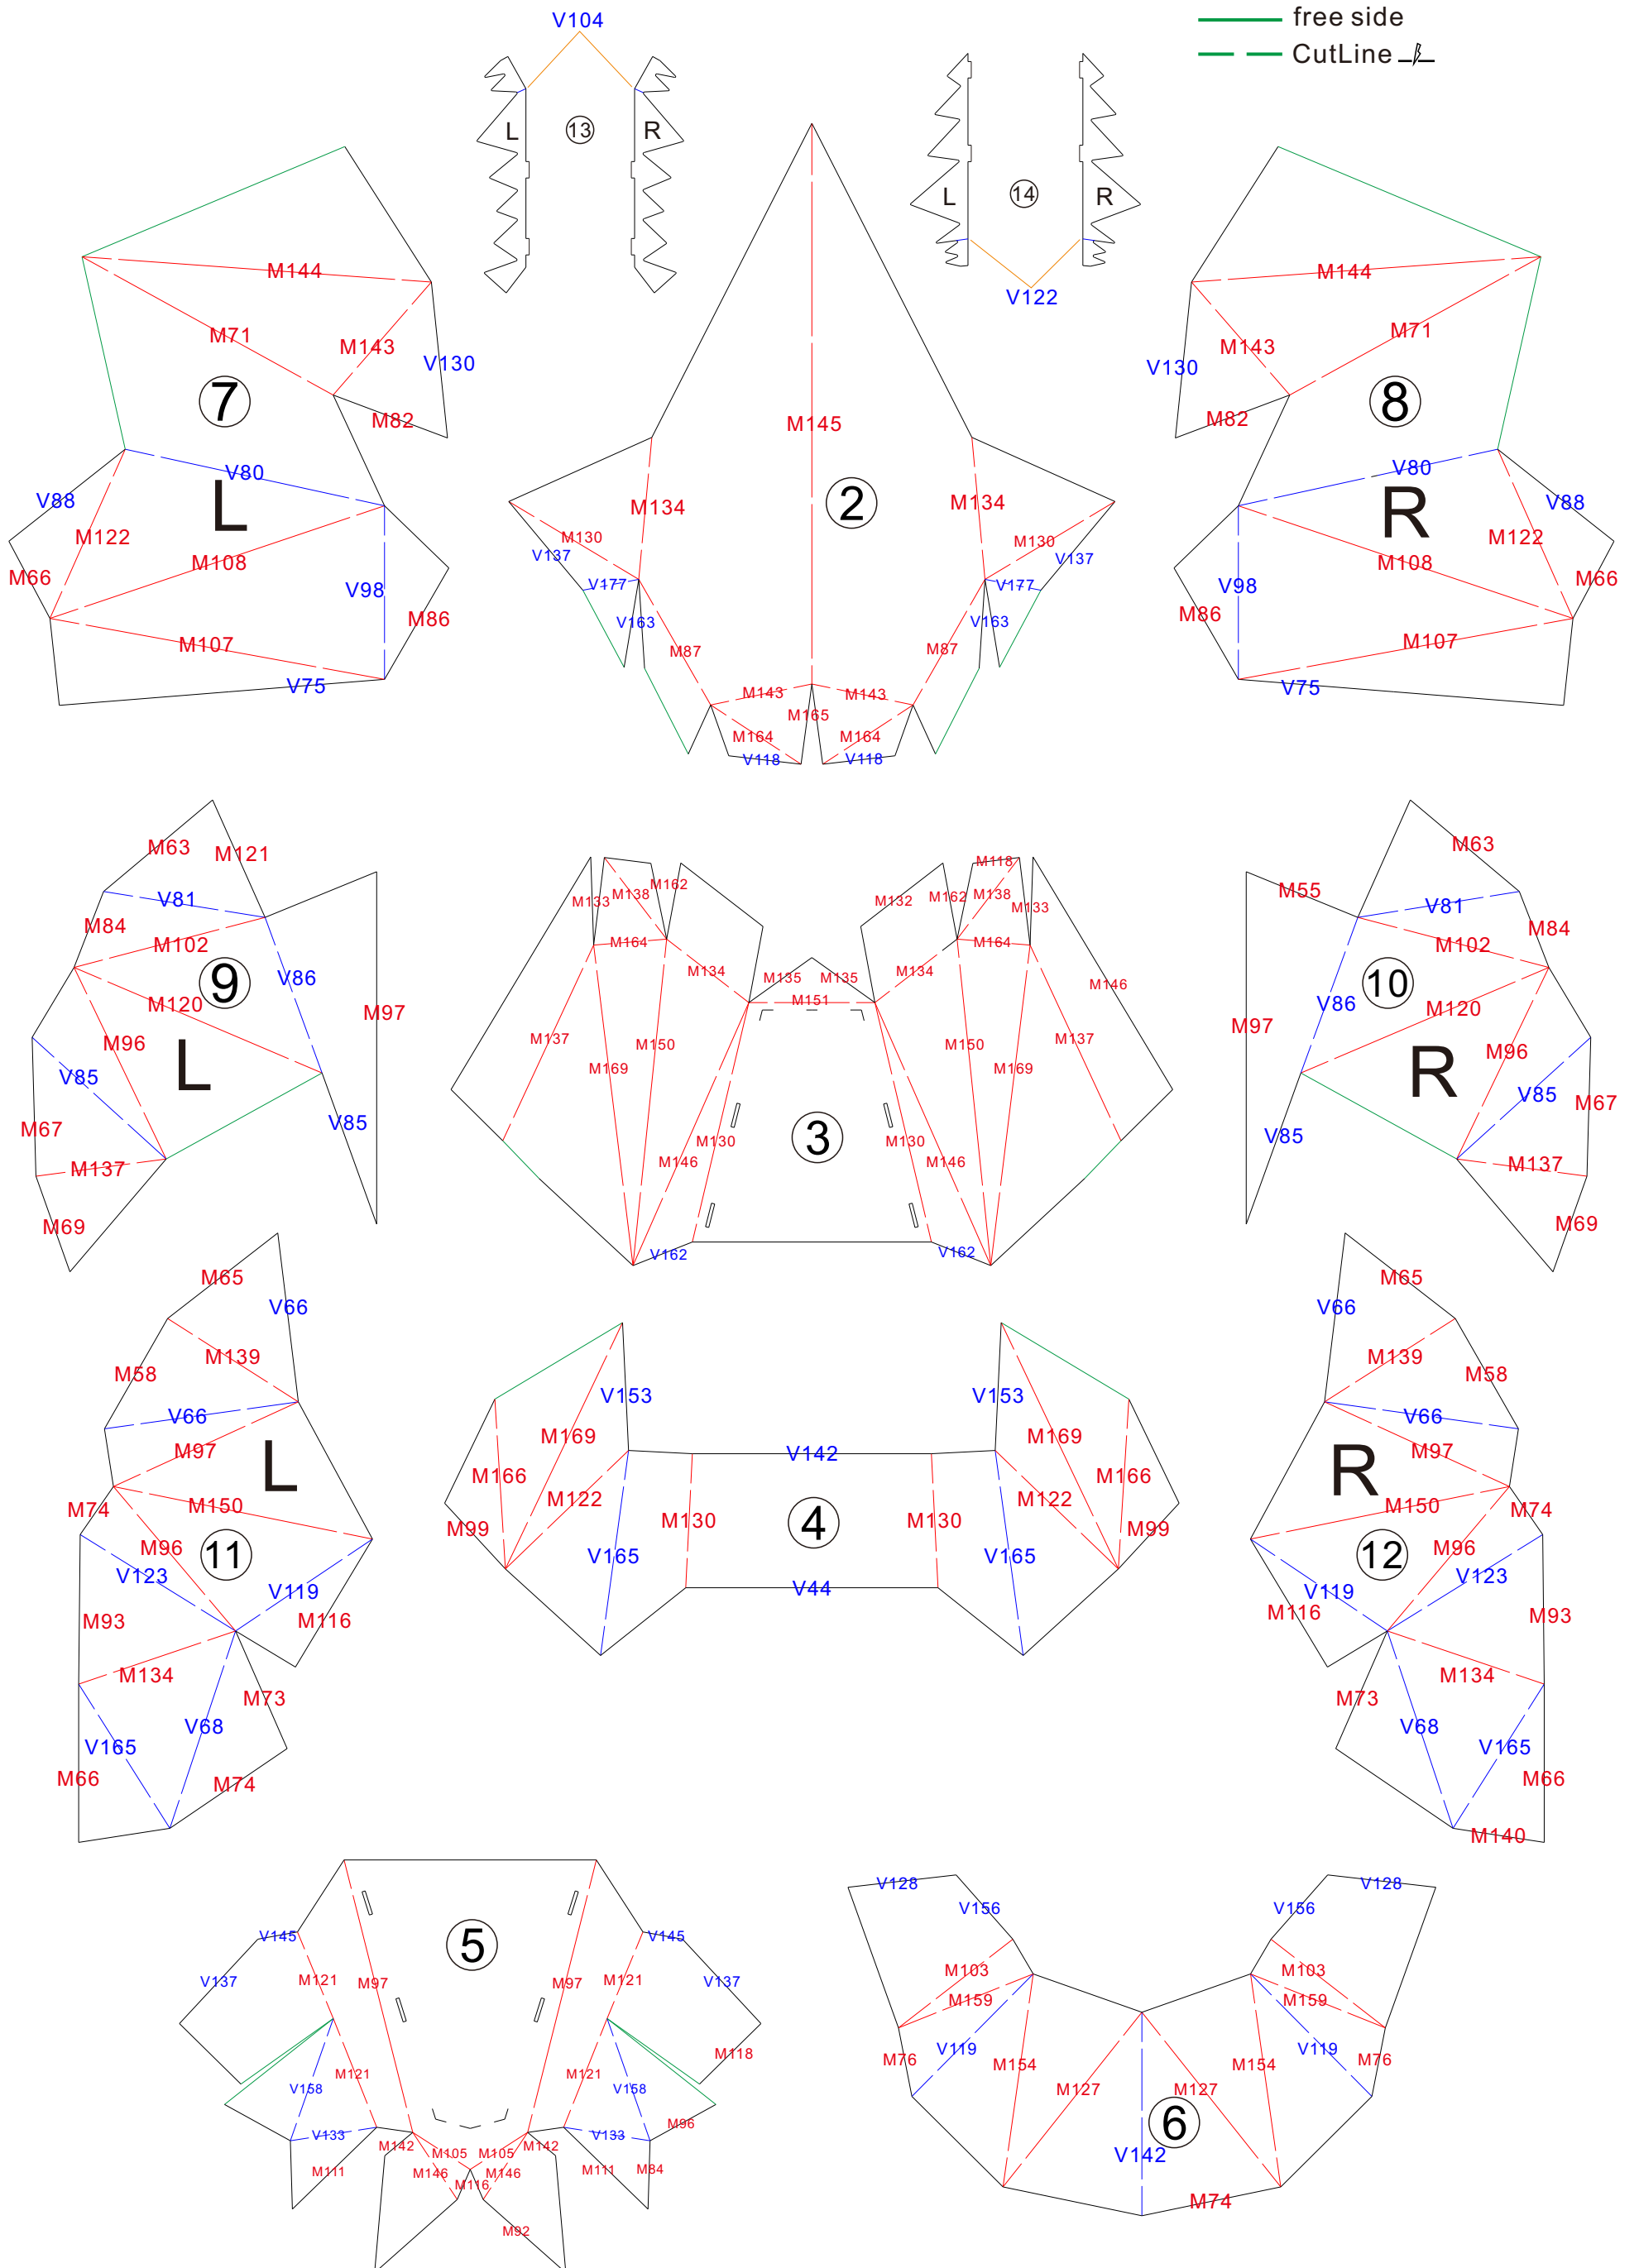 free side
CutLine
V104
L
13
R
L
14
R
V122
M144
M71
M143
V130
7
M82
V80
V88
L
M122
M108
M66
V98
M86
M107
V75
M145
2
M134
M134
M130
M130
V137
V137
V177
V177
V163
V163
M87
M87
M143
M143
M165
M164
M164
V118
V118
M144
M71
M143
V130
8
M82
V80
R
V88
M122
M108
M66
V98
M86
M107
V75
M63
M121
V81
M84
M102
9
V86
M120
M97
M96
L
V85
V85
M67
M137
M69
M118
M133
M138
M162
M132
M162
M138
M133
M164
M164
M134
M135
M135
M134
M151
M146
M137
M150
M150
M137
M169
M169
M130
3
M130
M146
M146
V162
V162
M63
M55
V81
M84
M102
10
V86
M120
M97
M96
R
V85
V85
M67
M137
M69
M65
V66
M139
M58
V66
M97
L
M150
M74
M96
11
V123
V119
M93
M116
M134
M73
V68
V165
M66
M74
V153
V153
M169
M169
V142
M166
M166
M122
M122
M99
M130
4
M130
M99
V165
V165
V44
M65
V66
M139
M58
V66
M97
R
M150
M74
M96
12
V123
V119
M116
M93
M134
M73
V68
V165
M66
M140
V145
5
V145
V137
M121
M97
M97
M121
V137
M118
M121
M121
V158
V158
M96
V133
V133
M142
M105
M105
M142
M111
M146
M146
M111
M84
M116
M92
V128
V128
V156
V156
M103
M103
M159
M159
V119
V119
M76
M154
M154
M76
M127
M127
6
V142
M74